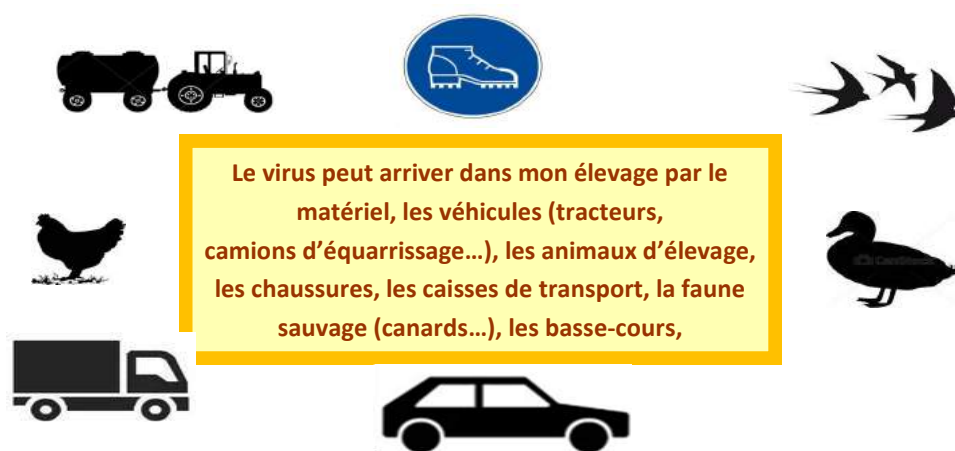 Le virus peut arriver dans mon élevage par le
matériel, les véhicules (tracteurs,
camions d’équarrissage…), les animaux d’élevage,
les chaussures, les caisses de transport, la faune
sauvage (canards…), les basse-cours,
CanStock